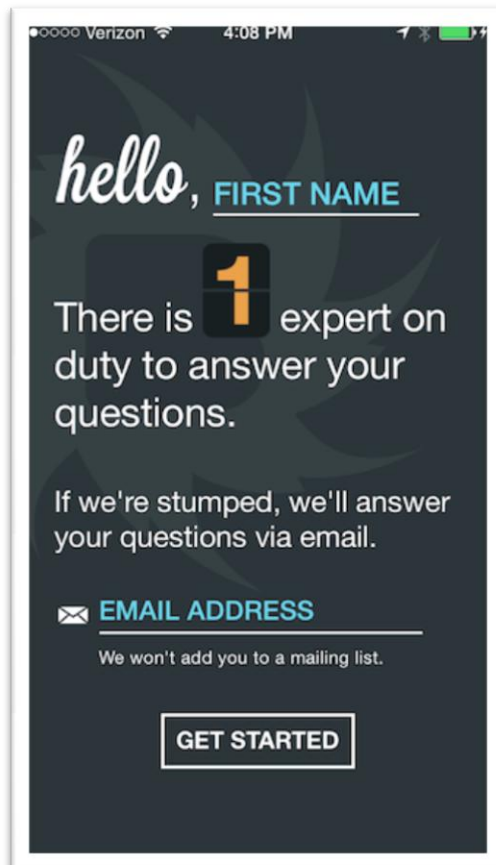 Verizon 4:08 PM
hello, FIRST NAME
There is 1 expert on
duty to answer your
questions.
If we're stumped, we'll answer
your questions via email.
EMAIL ADDRESS
We won't add you to a mailing list.
GET STARTED